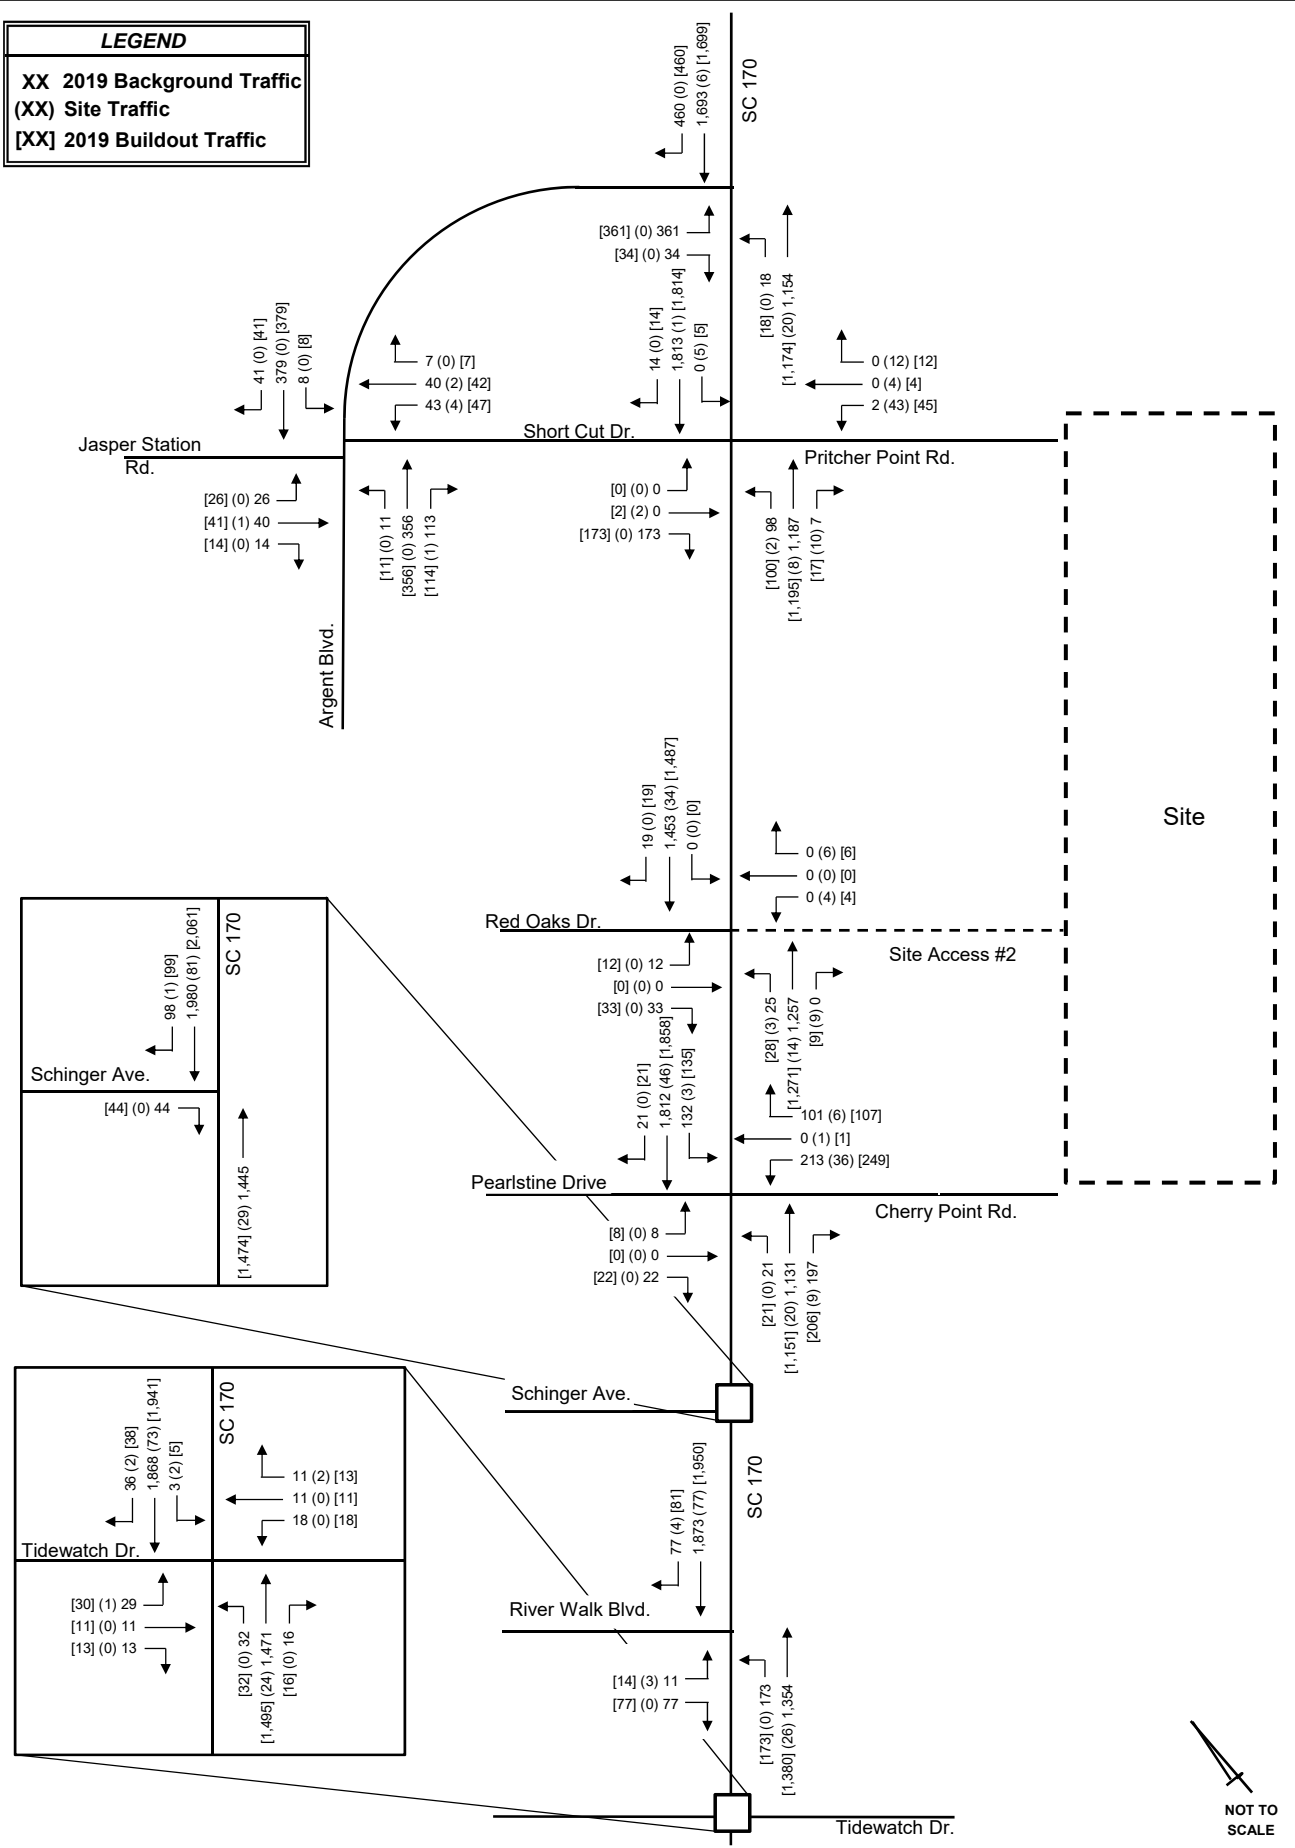 LEGEND
XX 2019 Background Traffic
(XX) Site Traffic
[XX] 2019 Buildout Traffic
460 (0) [460]
1,693 (6) [1,699]
SC 170
[361] (0) 361
[34] (0) 34
[18] (0) 18
[1,174] (20) 1,154
41 (0) [41]
379 (0) [379]
8 (0) [8]
7 (0) [7]
40 (2) [42]
43 (4) [47]
14 (0) [14]
1,813 (1) [1,814]
0 (5) [5]
0 (12) [12]
0 (4) [4]
2 (43) [45]
Jasper Station
Rd.
Short Cut Dr.
Pritcher Point Rd.
[26] (0) 26
[41] (1) 40
[14] (0) 14
[11] (0) 11
[356] (0) 356
[114] (1) 113
[0] (0) 0
[2] (2) 0
[173] (0) 173
[100] (2) 98
[1,195] (8) 1,187
[17] (10) 7
Argent Blvd.
19 (0) [19]
1,453 (34) [1,487]
0 (0) [0]
0 (6) [6]
0 (0) [0]
0 (4) [4]
Site
Red Oaks Dr.
Site Access #2
[12] (0) 12
[0] (0) 0
[33] (0) 33
[28] (3) 25
[1,271] (14) 1,257
[9] (9) 0
98 (1) [99]
1,980 (81) [2,061]
SC 170
Schinger Ave.
[44] (0) 44
[1,474] (29) 1,445
21 (0) [21]
1,812 (46) [1,858]
132 (3) [135]
101 (6) [107]
0 (1) [1]
213 (36) [249]
Pearlstine Drive
Cherry Point Rd.
[8] (0) 8
[0] (0) 0
[22] (0) 22
[21] (0) 21
[1,151] (20) 1,131
[206] (9) 197
Schinger Ave.
36 (2) [38]
1,868 (73) [1,941]
3 (2) [5]
SC 170
11 (2) [13]
11 (0) [11]
18 (0) [18]
Tidewatch Dr.
[30] (1) 29
[11] (0) 11
[13] (0) 13
[32] (0) 32
[1,495] (24) 1,471
[16] (0) 16
77 (4) [81]
1,873 (77) [1,950]
SC 170
River Walk Blvd.
[14] (3) 11
[77] (0) 77
[173] (0) 173
[1,380] (26) 1,354
Tidewatch Dr.
NOT TO
SCALE